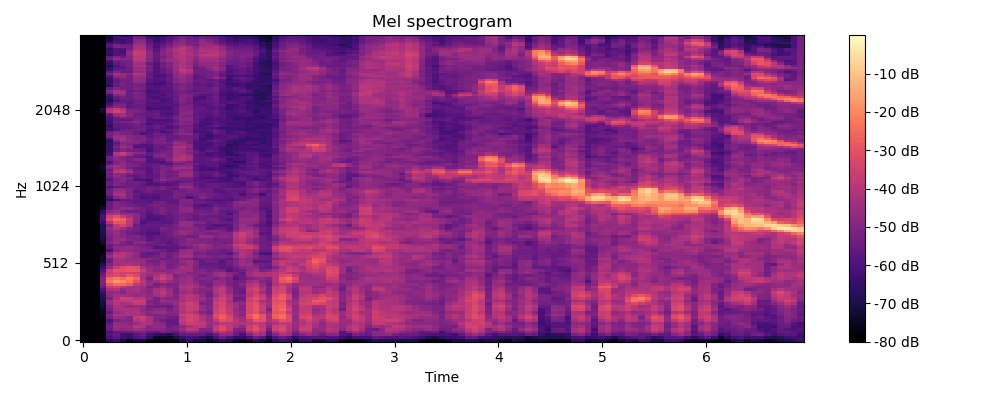 Mel spectrogram
Hz
2048
1024
512
0
0 1 2 3 4 5 6
Time
-10 dB
-20 dB
-30 dB
-40 dB
-50 dB
-60 dB
-70 dB
-80 dB